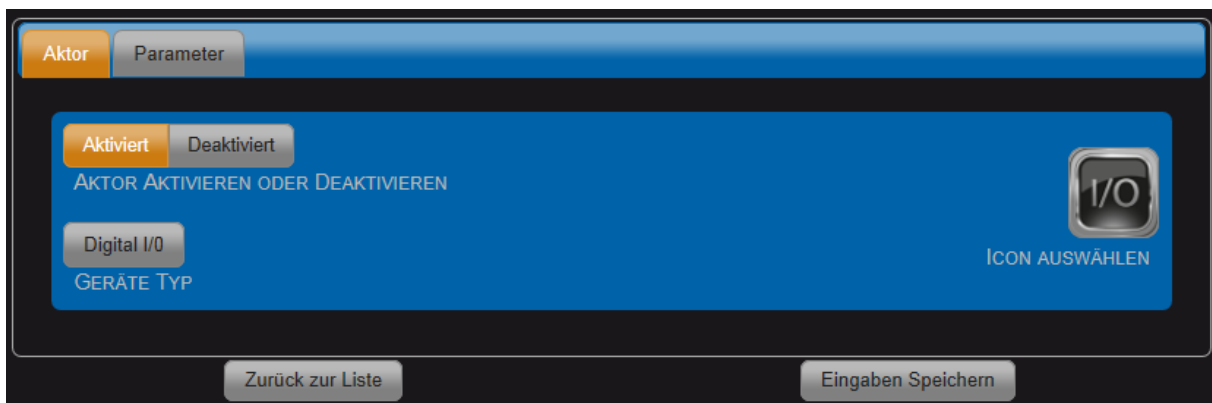 Aktor Parameter
Aktiviert Deaktiviert
AKTOR AKTIVIEREN ODER DEAKTIVIEREN
I/O
Digital I/0
ICON AUSWÄHLEN
GERÄTE TYP
Zurück zur Liste Eingaben Speichern